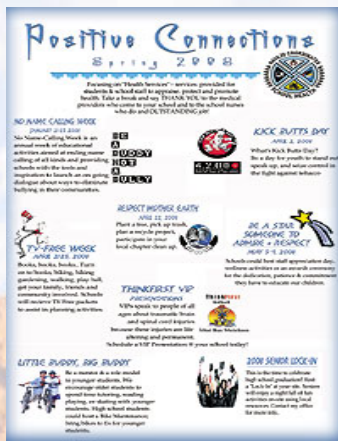 Positive Connections
Spring 2008
Focusing on "Health Services" - services provided for
students & school staff to appraise, protect and promote
health. Take a break and say THANK YOU to the medical
providers who come to your school and to the school nurses
who do and OUTSTANDING job!
NO NAME CALLING WEEK
No Name-Calling Week is an
annual week of educational
activities aimed at ending name
calling of all kinds and providing
schools with the tools and
inspiration to launch an on-going
dialogue about ways to eliminate
bullying in their communities.
BE
A
BUDDY
NOT
A
BULLY
KICK BUTTS DAY
APRIL 2, 2008
What's Kick Butts Day?
Its a day for youth to stand out,
speak up, and seize control in
the fight against tobacco
RESPECT MOTHER EARTH
APRIL 22, 2008
Plant a tree, pick up trash,
plan a recycle project,
participate in your
local chapter clean up.
TV-FREE WEEK
Books, books, books... Turn
on to books, hiking, biking
gardening, walking, play ball,
get your family, friends and
community involved. Schools
will receive TV-Free packets
to assist in planning activities.
BE A STAR
SOMEONE TO
ADMIRE & RESPECT
MAY 5-9, 2008
Schools could host staff appreciation day,
wellness activities or an awards ceremony
for the dedication, patience & commitment
they have to educate our children.
THINKFIRST VIP
PRESENTATIONS
VIPs speak to people of all
ages about traumatic brain
and spinal cord injuries
because these injuries are life
altering and permanent.
Schedule a VIP Presentation @ your school today!
LITTLE BUDDY, BIG BUDDY
Be a mentor & a role model
to younger students. We
encourage older students to
spend time tutoring, reading
playing, or skating with younger
students. High school students
could host a Bike Maintenance,
bring bikes to fix for younger
students.
2008 SENIOR LOCK-IN
This is the time to celebrate
high school graduation! Host
a "Lock-In" at your site. Seniors
will enjoy a night full of fun
activities on-site using local
resources. Contact my office
for more info.